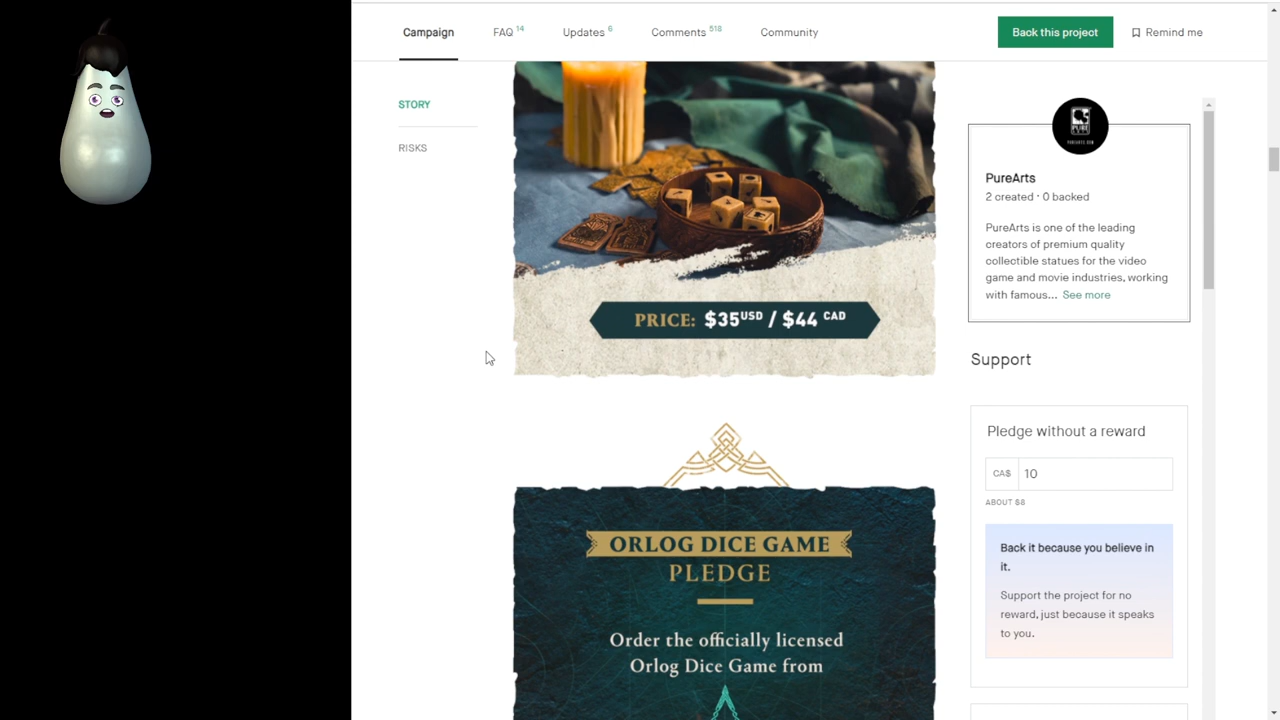 Campaign
FAQ 14
Updates 6
Comments 518
Community
Back this project
Remind me
STORY
RISKS
PRICE: $35 USD / $44 CAD
ORLOG DICE GAME
PLEDGE
Order the officially licensed
Orlog Dice Game from
PURE
PureArts
2 created · 0 backed
PureArts is one of the leading
creators of premium quality
collectible statues for the video
game and movie industries, working
with famous... See more
Support
Pledge without a reward
CA$ 10
ABOUT $8
Back it because you believe in
it.
Support the project for no
reward, just because it speaks
to you.